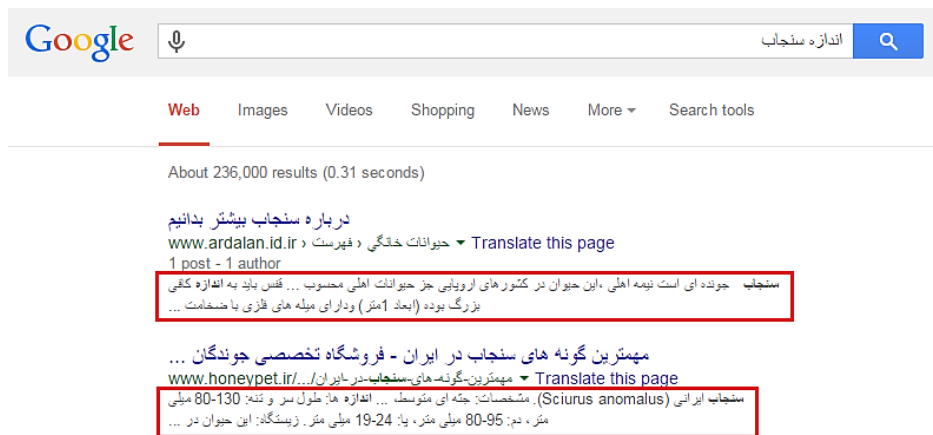 Google
اندازه سنجاب
Web Images Videos Shopping News More Search tools
About 236,000 results (0.31 seconds)
درباره سنجاب بیشتر بدانیم
www.ardalan.id.ir › حیوانات خانگی › فهرست Translate this page
1 post - 1 author
سنجاب جونده ای است نیمه اهلی ،این حیوان در کشورهای اروپایی جز حیوانات اهلی محسوب ... قفس باید به اندازه کافی
بزرگ بوده (ابعاد 1متر) ودارای میله های فلزی با ضخامت ...
مهمترین گونه های سنجاب در ایران - فروشگاه تخصصی جوندگان ...
www.honeypet.ir/.../مهمترین-گونه-های-سنجاب-در-ایران Translate this page
سنجاب ایرانی (Sciurus anomalus). مشخصات: جثه ای متوسط، ... اندازه ها: طول سر و تنه: 130-80 میلی
متر، دم: 95-80 میلی متر، پا: 24-19 میلی متر. زیستگاه: این حیوان در ...